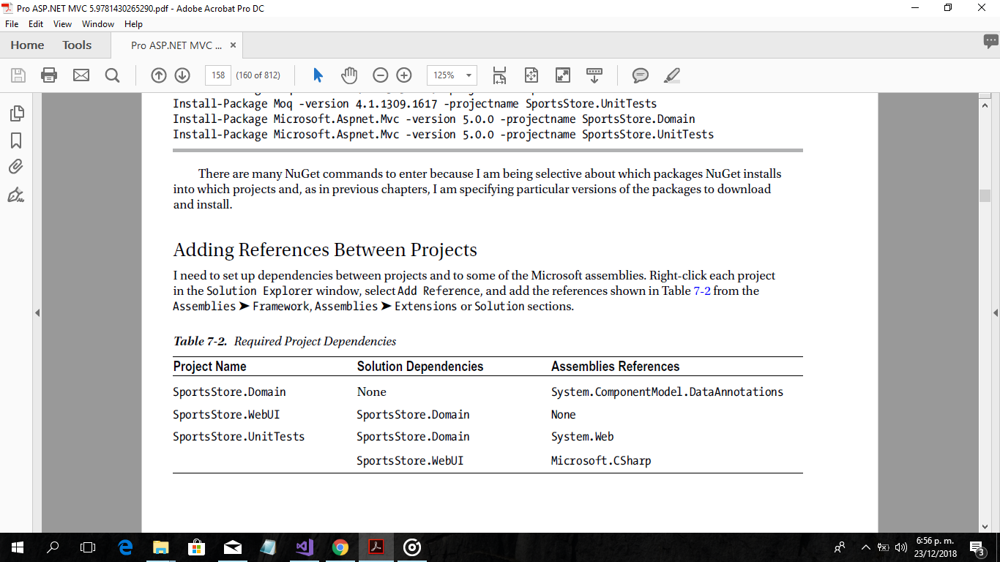 Pro ASP.NET MVC 5.9781430265290.pdf - Adobe Acrobat Pro DC
File Edit View Window Help
Home Tools Pro ASP.NET MVC ... ×
158 (160 of 812) 125%
Install-Package Moq -version 4.1.1309.1617 -projectname SportsStore.UnitTests
Install-Package Microsoft.Aspnet.Mvc -version 5.0.0 -projectname SportsStore.Domain
Install-Package Microsoft.Aspnet.Mvc -version 5.0.0 -projectname SportsStore.UnitTests
There are many NuGet commands to enter because I am being selective about which packages NuGet installs
into which projects and, as in previous chapters, I am specifying particular versions of the packages to download
and install.
Adding References Between Projects
I need to set up dependencies between projects and to some of the Microsoft assemblies. Right-click each project
in the Solution Explorer window, select Add Reference, and add the references shown in Table 7-2 from the
Assemblies ➤ Framework, Assemblies ➤ Extensions or Solution sections.
Table 7-2. Required Project Dependencies
Project Name Solution Dependencies Assemblies References
SportsStore.Domain None System.ComponentModel.DataAnnotations
SportsStore.WebUI SportsStore.Domain None
SportsStore.UnitTests SportsStore.Domain System.Web
SportsStore.WebUI Microsoft.CSharp
6:56 p. m.
23/12/2018
3